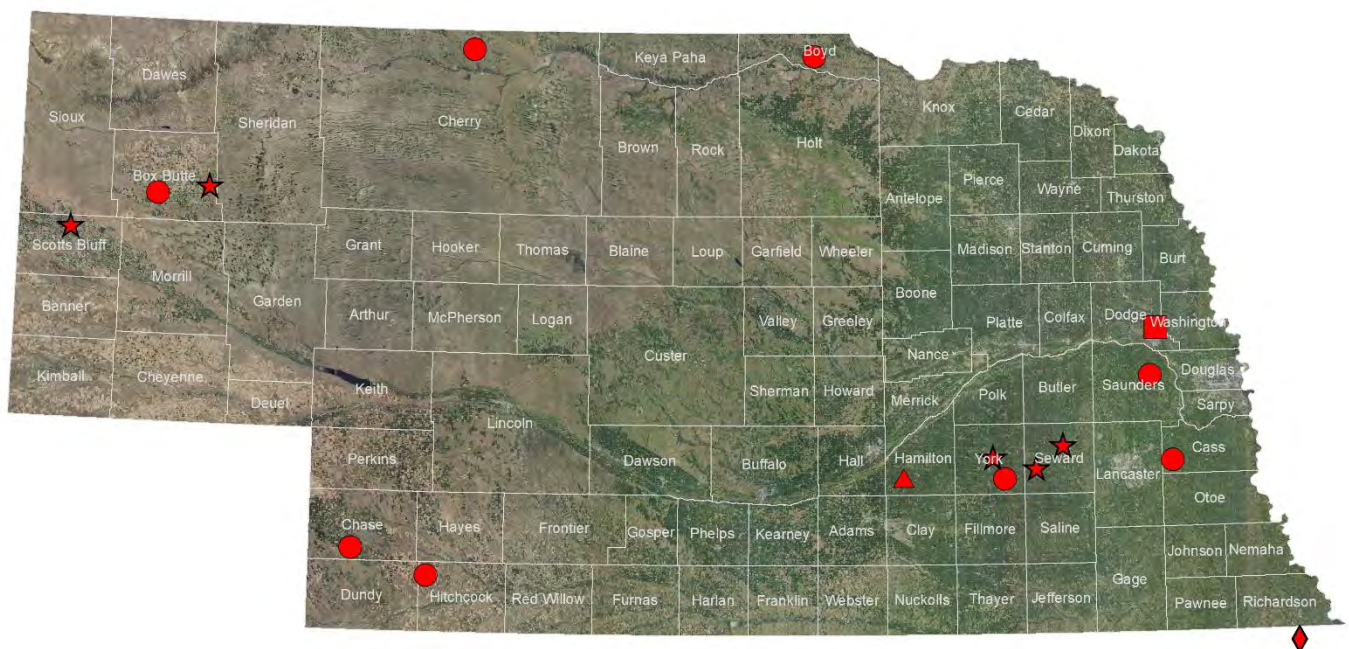 Dawes
Sioux
Sheridan
Cherry
Keya Paha
Boyd
Knox
Cedar
Dixon
Dakota
Box Butte
Brown
Rock
Holt
Antelope
Pierce
Wayne
Thurston
Scotts Bluff
Morrill
Garden
Grant
Hooker
Thomas
Blaine
Loup
Garfield
Wheeler
Madison
Stanton
Cuming
Burt
Banner
Arthur
McPherson
Logan
Custer
Valley
Greeley
Boone
Platte
Colfax
Dodge
Washington
Kimball
Cheyenne
Deuel
Keith
Lincoln
Sherman
Howard
Nance
Merrick
Polk
Butler
Saunders
Douglas
Sarpy
Perkins
Dawson
Buffalo
Hall
Hamilton
York
Seward
Lancaster
Cass
Otoe
Chase
Hayes
Frontier
Gosper
Phelps
Kearney
Adams
Clay
Fillmore
Saline
Gage
Johnson
Nemaha
Dundy
Hitchcock
Red Willow
Furnas
Harlan
Franklin
Webster
Nuckolls
Thayer
Jefferson
Pawnee
Richardson